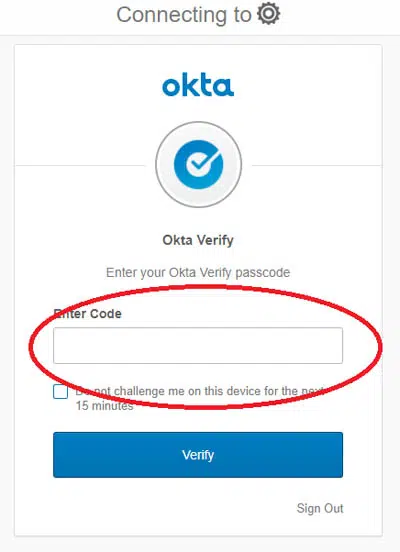 Connecting to
okta
Okta Verify
Enter your Okta Verify passcode
Enter Code
Do not challenge me on this device for the next
15 minutes
Verify
Sign Out